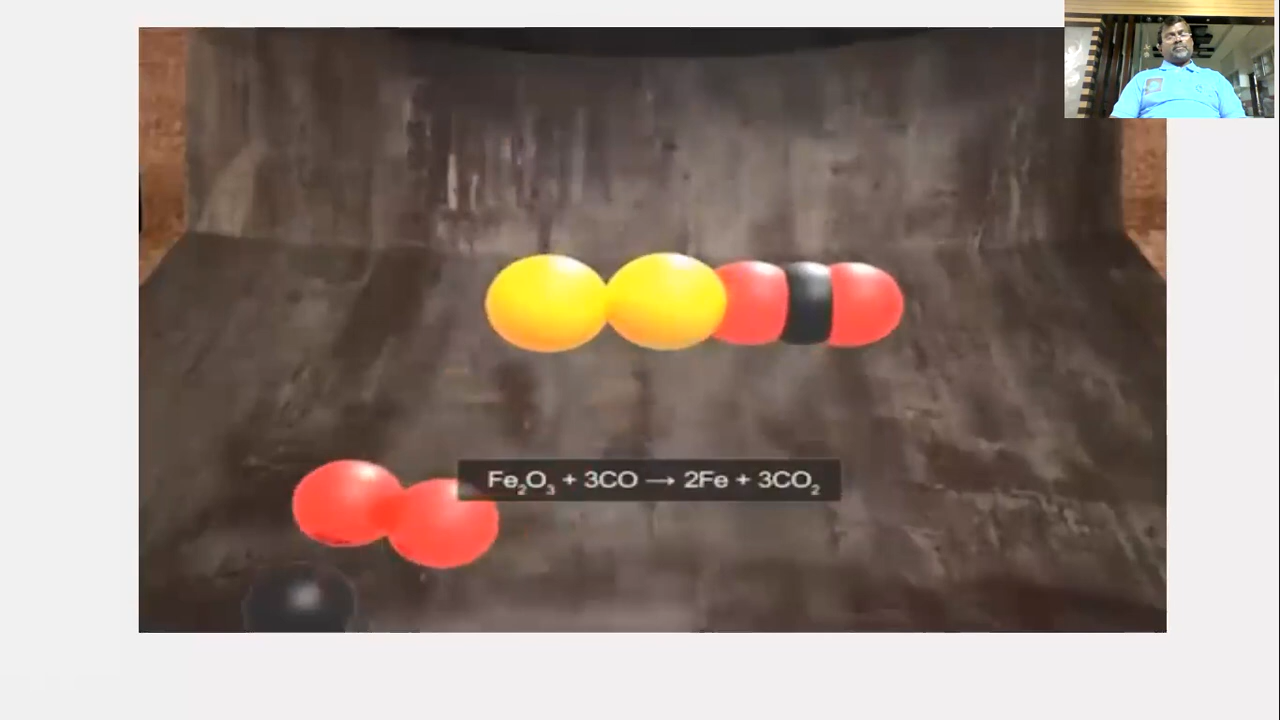 Fe₂O₃ + 3CO → 2Fe + 3CO₂